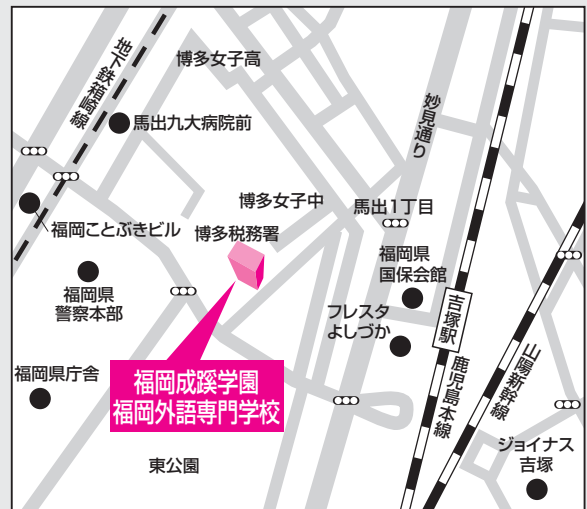 地下鉄箱崎線
博多女子高
馬出九大病院前
妙見通り
博多女子中
馬出1丁目
福岡ことぶきビル
博多税務署
福岡県
国保会館
福岡県
警察本部
フレスタ
よしづか
吉塚駅
鹿児島本線
山陽新幹線
福岡県庁舎
福岡成蹊学園
福岡外語専門学校
東公園
ジョイナス
吉塚